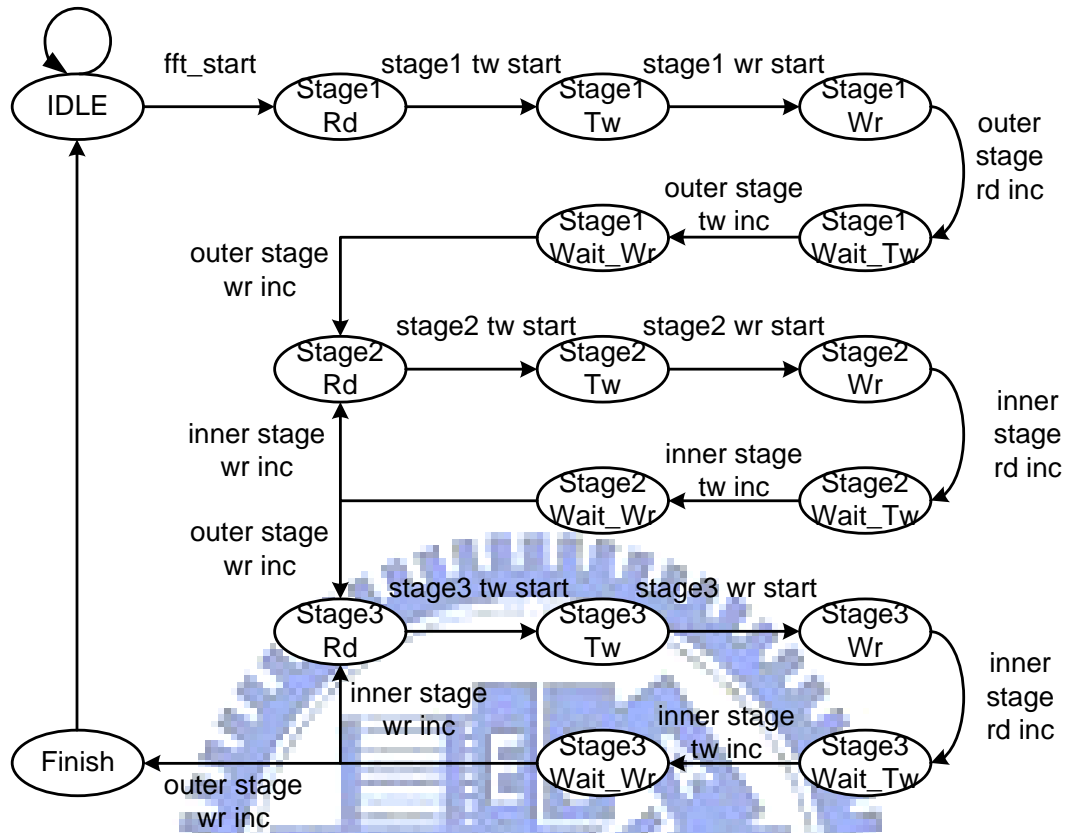 fft_start
stage1 tw start
stage1 wr start
IDLE
Stage1
Rd
Stage1
Tw
Stage1
Wr
outer
stage
rd inc
outer stage
tw inc
Stage1
Wait_Wr
Stage1
Wait_Tw
outer stage
wr inc
stage2 tw start
stage2 wr start
Stage2
Rd
Stage2
Tw
Stage2
Wr
inner
stage
rd inc
inner stage
wr inc
inner stage
tw inc
Stage2
Wait_Wr
Stage2
Wait_Tw
outer stage
wr inc
stage3 tw start
stage3 wr start
Stage3
Rd
Stage3
Tw
Stage3
Wr
inner
stage
rd inc
inner stage
wr inc
inner stage
tw inc
Finish
Stage3
Wait_Wr
Stage3
Wait_Tw
outer stage
wr inc